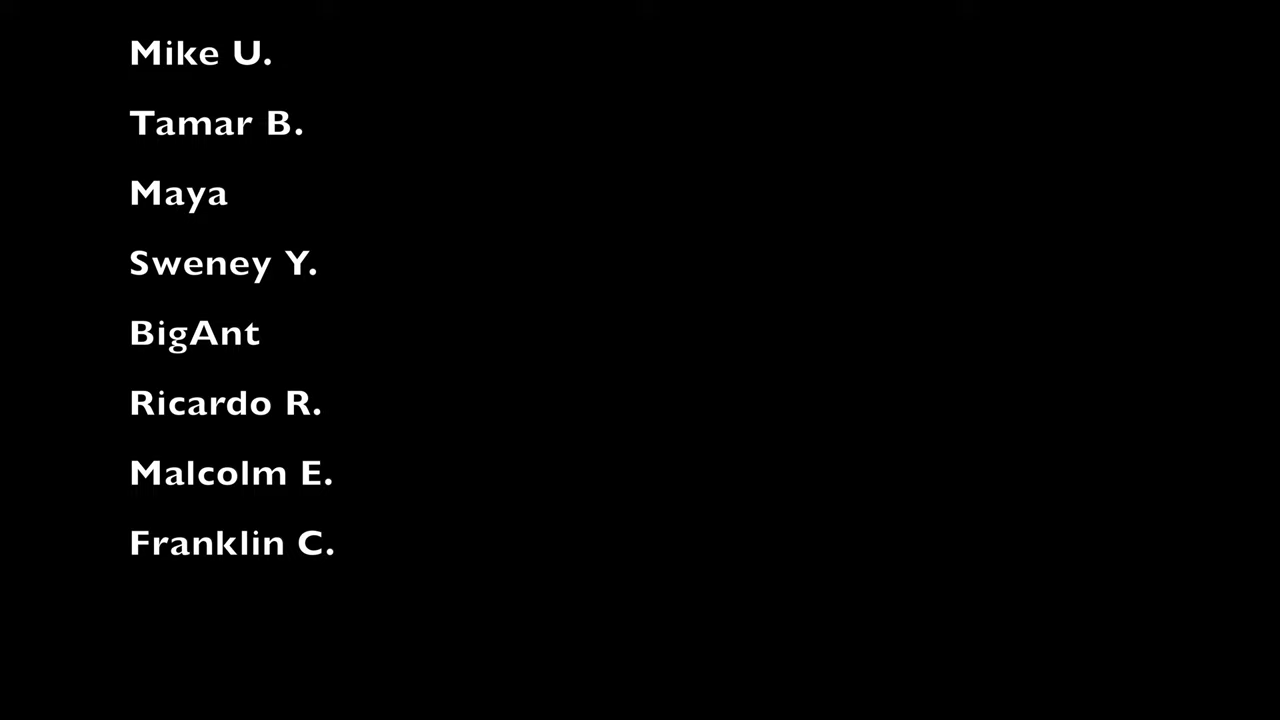 Mike U.
Tamar B.
Maya
Sweney Y.
BigAnt
Ricardo R.
Malcolm E.
Franklin C.